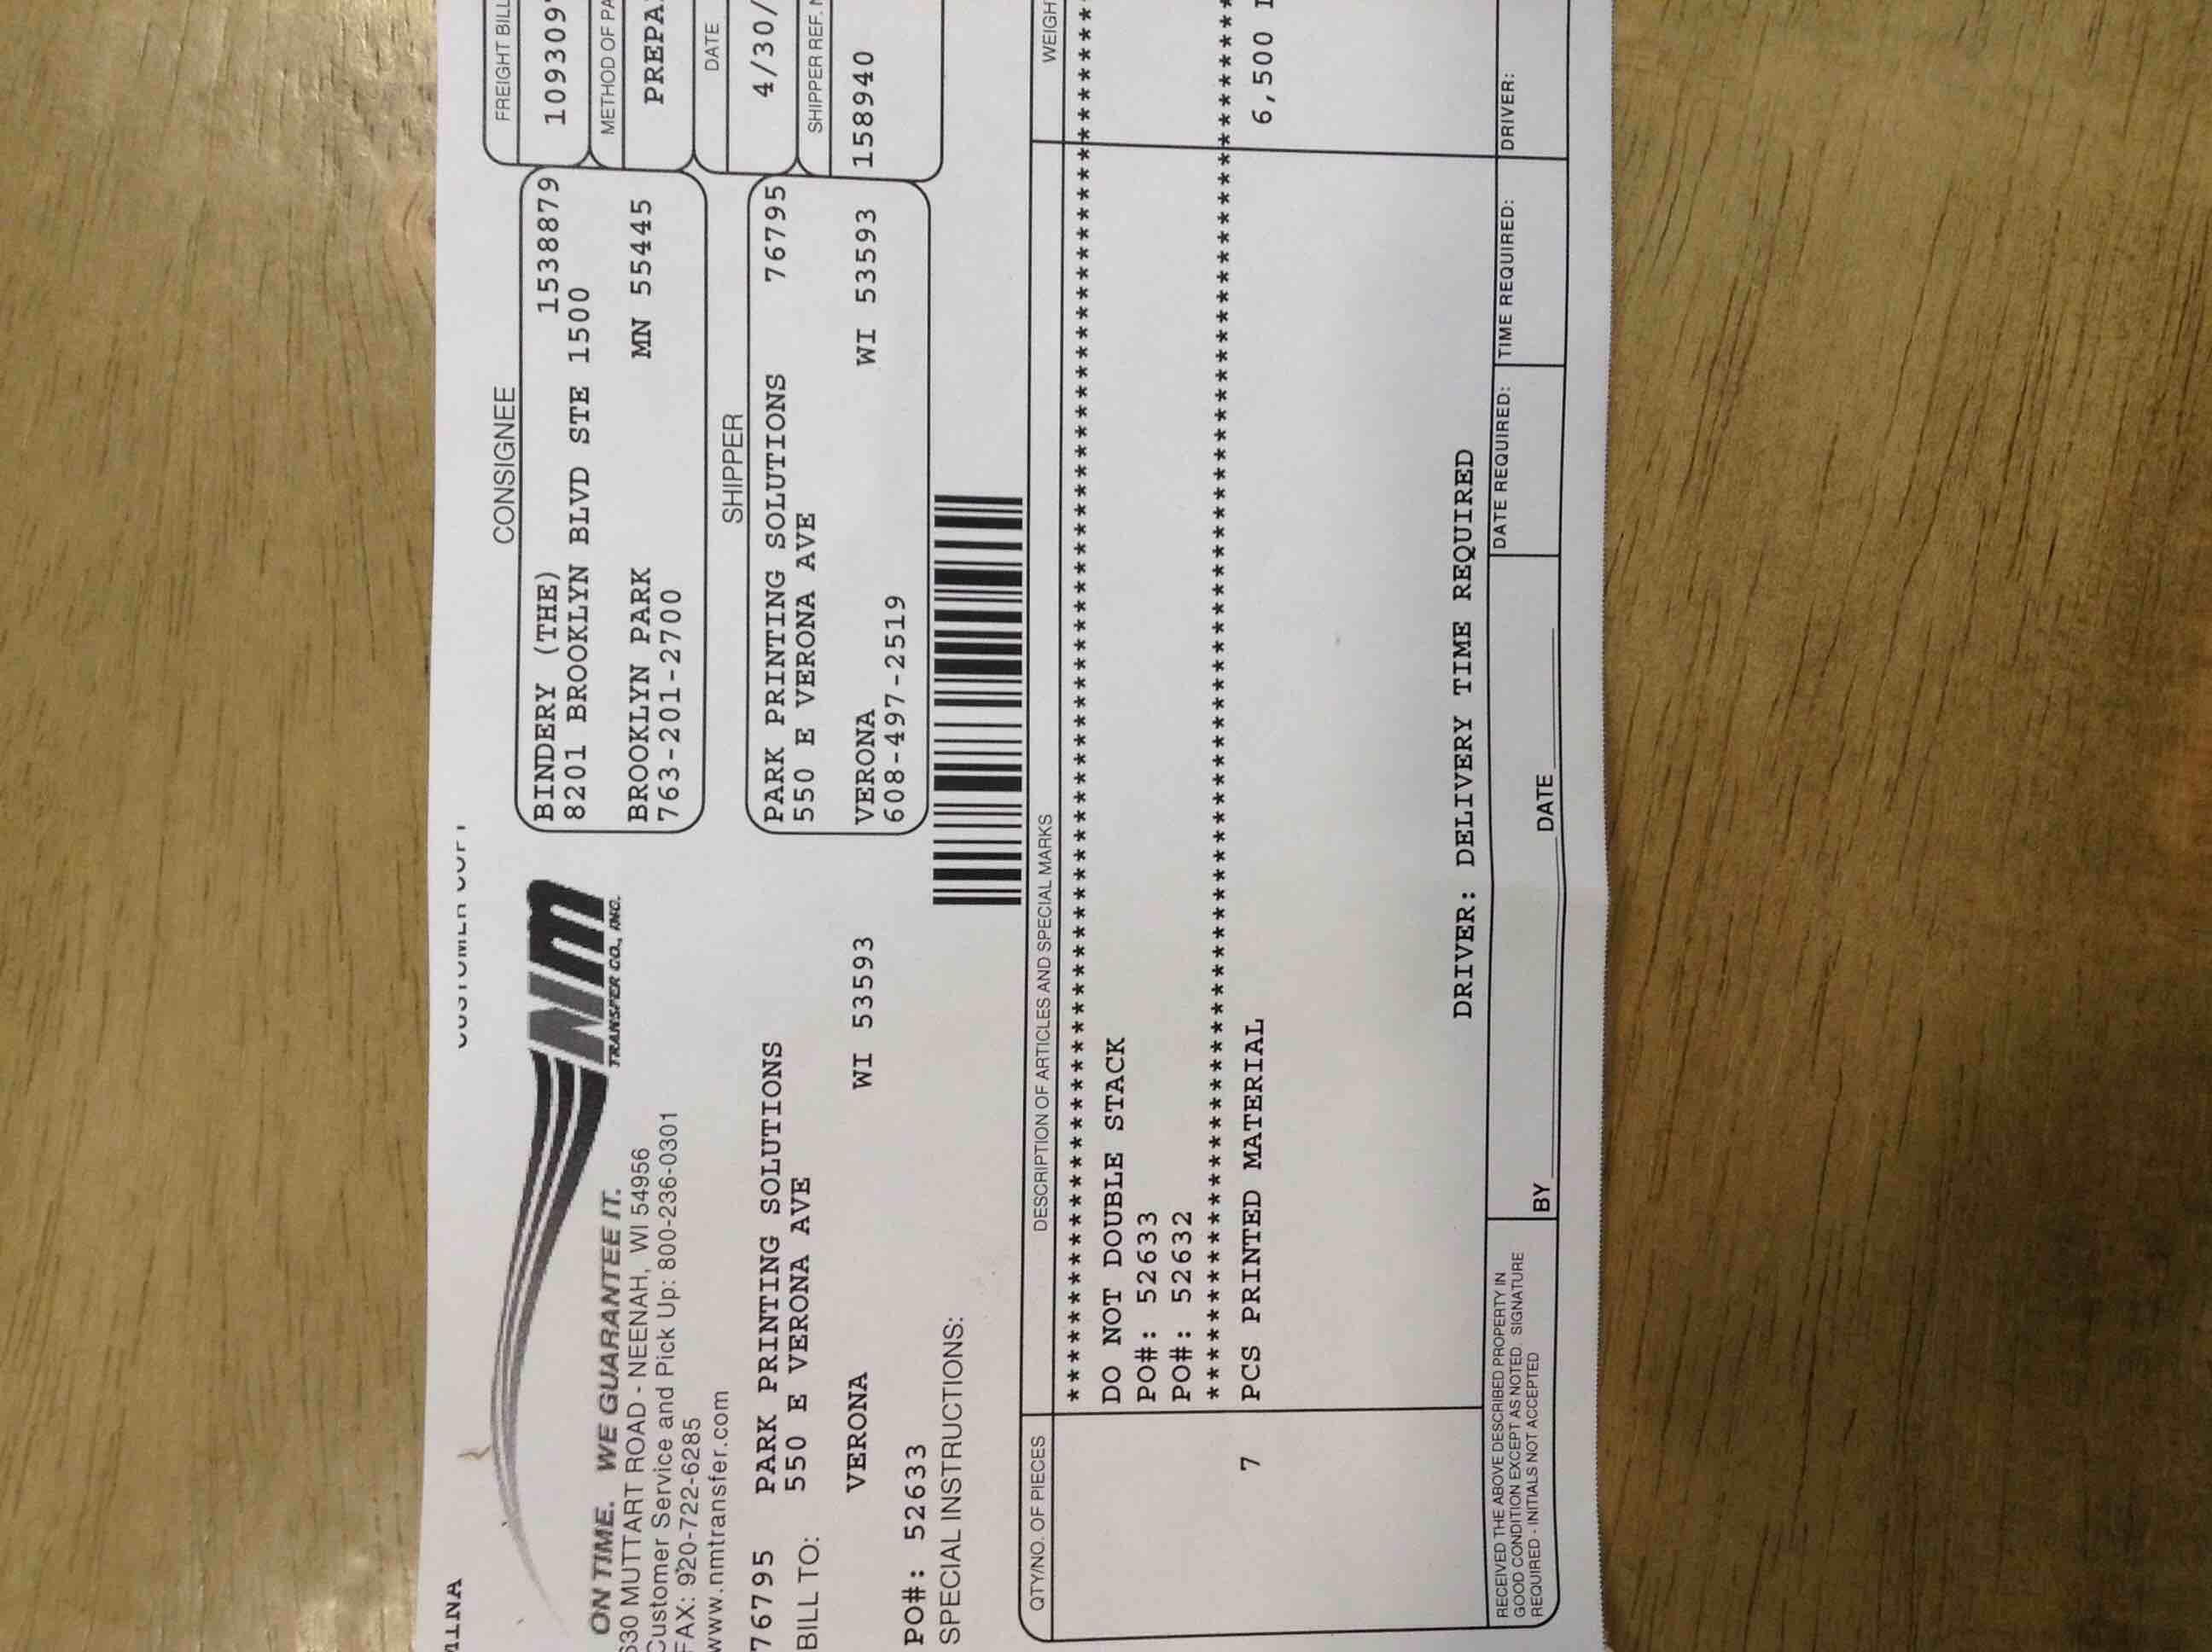 CUSTOMER COPY
Nm
TRANSFER CO., INC.
ON TIME. WE GUARANTEE IT.
630 MUTTART ROAD - NEENAH, WI 54956
Customer Service and Pick Up: 800-236-0301
FAX: 920-722-6285
www.nmtransfer.com
CONSIGNEE
BINDERY (THE) 1538879
8201 BROOKLYN BLVD STE 1500
BROOKLYN PARK MN 55445
763-201-2700
FREIGHT BILL
109309
METHOD OF PA
PREPA
DATE
4/30/
SHIPPER REF.
158940
76795 PARK PRINTING SOLUTIONS
BILL TO: 550 E VERONA AVE
VERONA WI 53593
SHIPPER
PARK PRINTING SOLUTIONS 76795
550 E VERONA AVE
VERONA WI 53593
608-497-2519
PO#: 52633
SPECIAL INSTRUCTIONS:
QTY/NO. OF PIECES DESCRIPTION OF ARTICLES AND SPECIAL MARKS WEIGH
DO NOT DOUBLE STACK
PO#: 52633
PO#: 52632
7 PCS PRINTED MATERIAL 6,500
DRIVER: DELIVERY TIME REQUIRED
RECEIVED THE ABOVE DESCRIBED PROPERTY IN
GOOD CONDITION EXCEPT AS NOTED. SIGNATURE
REQUIRED - INITIALS NOT ACCEPTED
BY DATE
DATE REQUIRED: TIME REQUIRED: DRIVER: